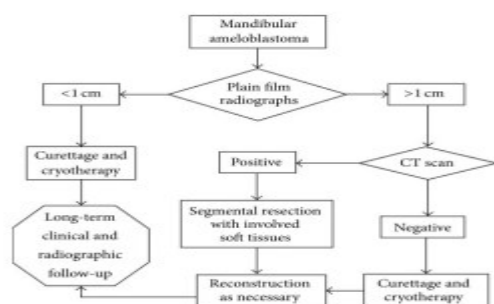 Mandibular
ameloblastoma
Plain film
radiographs
<1 cm
>1 cm
Curettage and
cryotherapy
Positive
CT scan
Long-term
clinical and
radiographic
follow-up
Segmental resection
with involved
soft tissues
Negative
Reconstruction
as necessary
Curettage and
cryotherapy